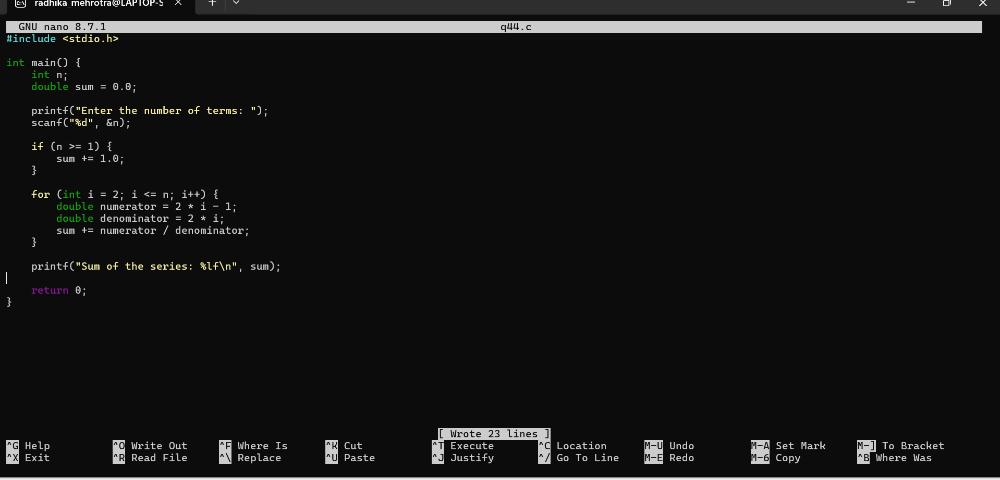 radhika_mehrotra@LAPTOP-S
GNU nano 8.7.1 q44.c
#include <stdio.h>
int main() {
    int n;
    double sum = 0.0;
    printf("Enter the number of terms: ");
    scanf("%d", &n);
    if (n >= 1) {
        sum += 1.0;
    }
    for (int i = 2; i <= n; i++) {
        double numerator = 2 * i - 1;
        double denominator = 2 * i;
        sum += numerator / denominator;
    }
    printf("Sum of the series: %lf\n", sum);
    return 0;
}
[ Wrote 23 lines ]
^G Help ^O Write Out ^F Where Is ^K Cut ^T Execute ^C Location M-U Undo M-A Set Mark M-] To Bracket
^X Exit ^R Read File ^\ Replace ^U Paste ^J Justify ^/ Go To Line M-E Redo M-6 Copy ^B Where Was